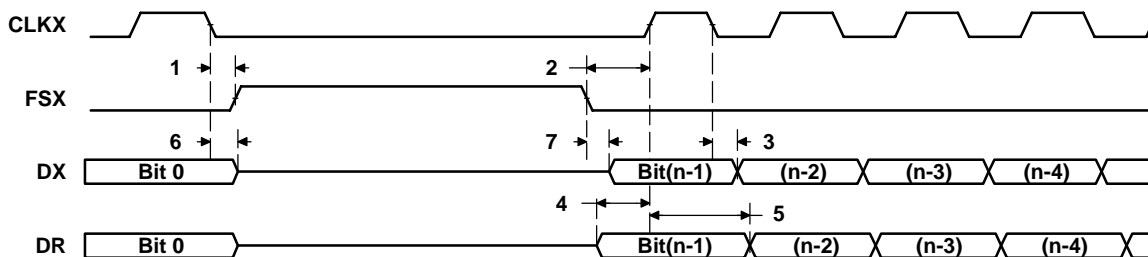 CLKX
1 2
FSX
6 7 3
DX Bit 0 Bit(n-1) (n-2) (n-3) (n-4)
4 5
DR Bit 0 Bit(n-1) (n-2) (n-3) (n-4)